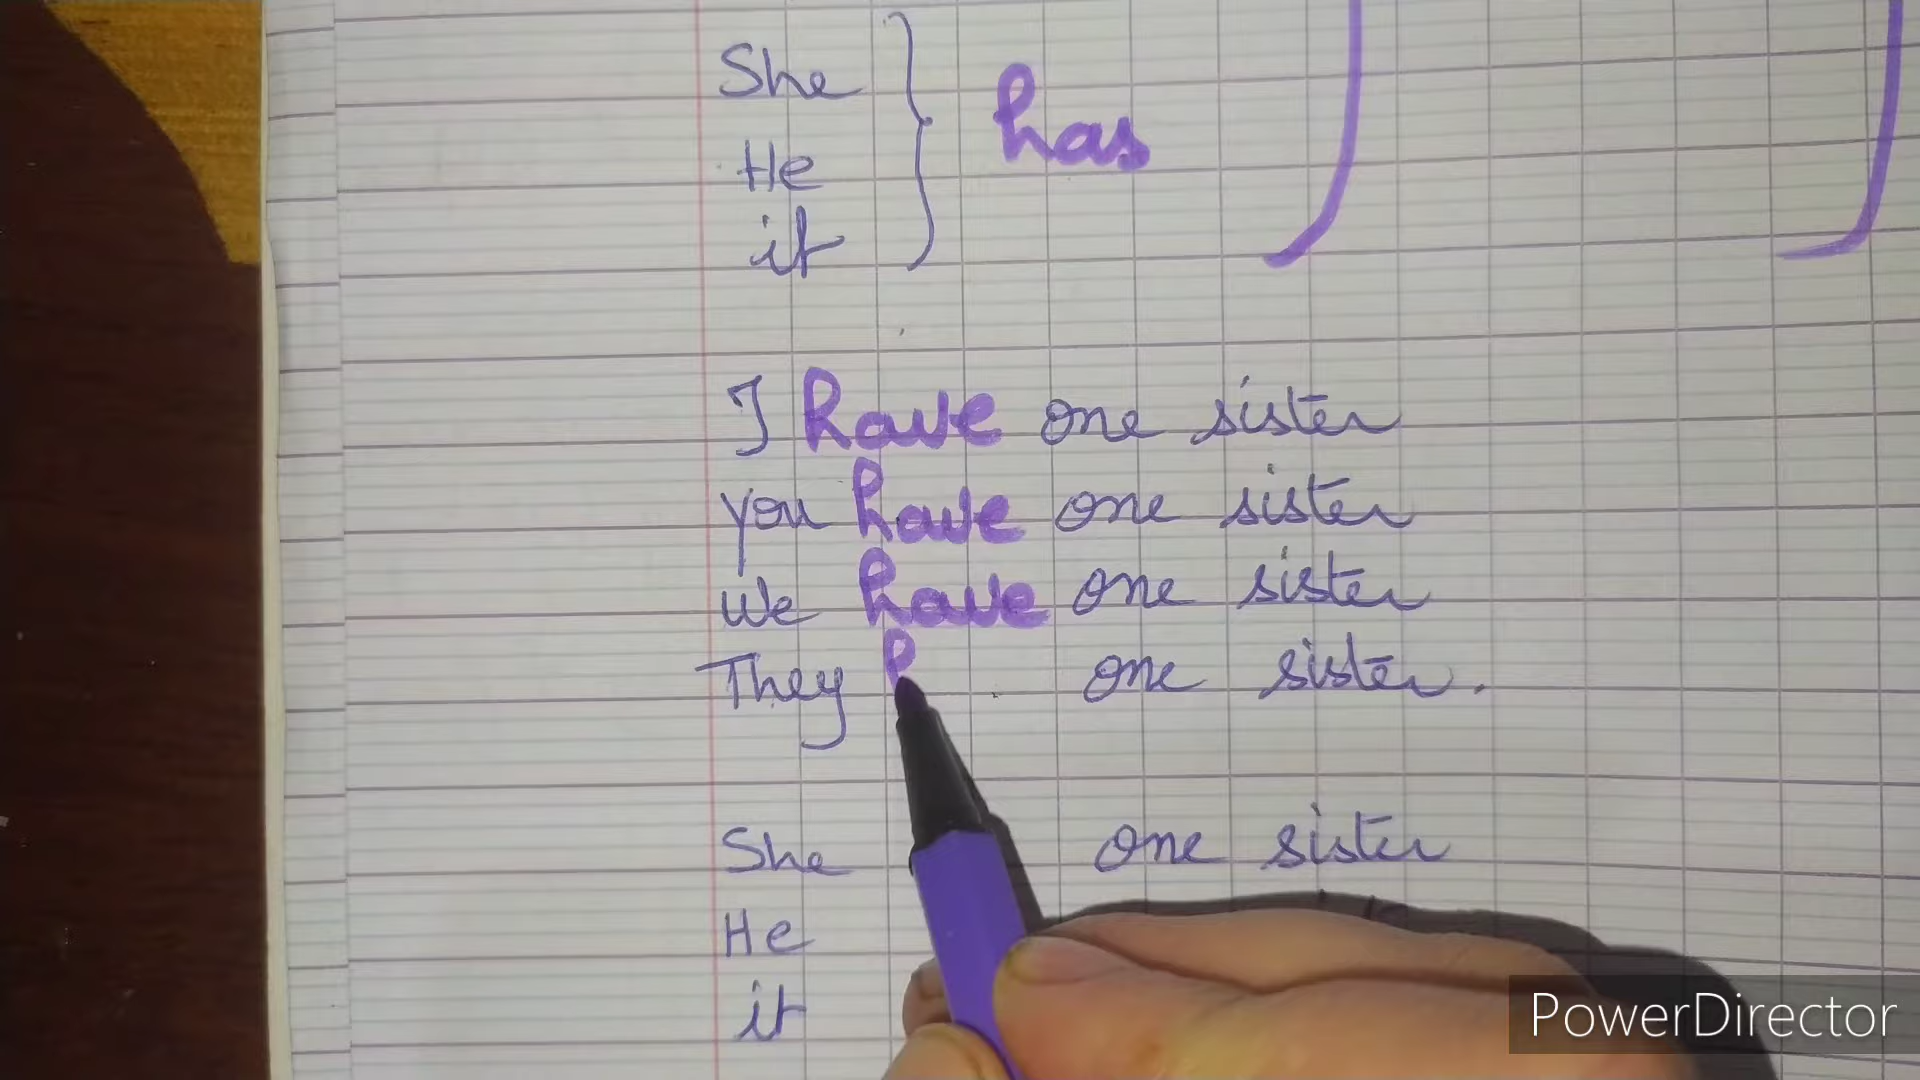 She
He
it
has
I have one sister
you have one sister
We have one sister
They h one sister.
She one sister
He
it
PowerDirector